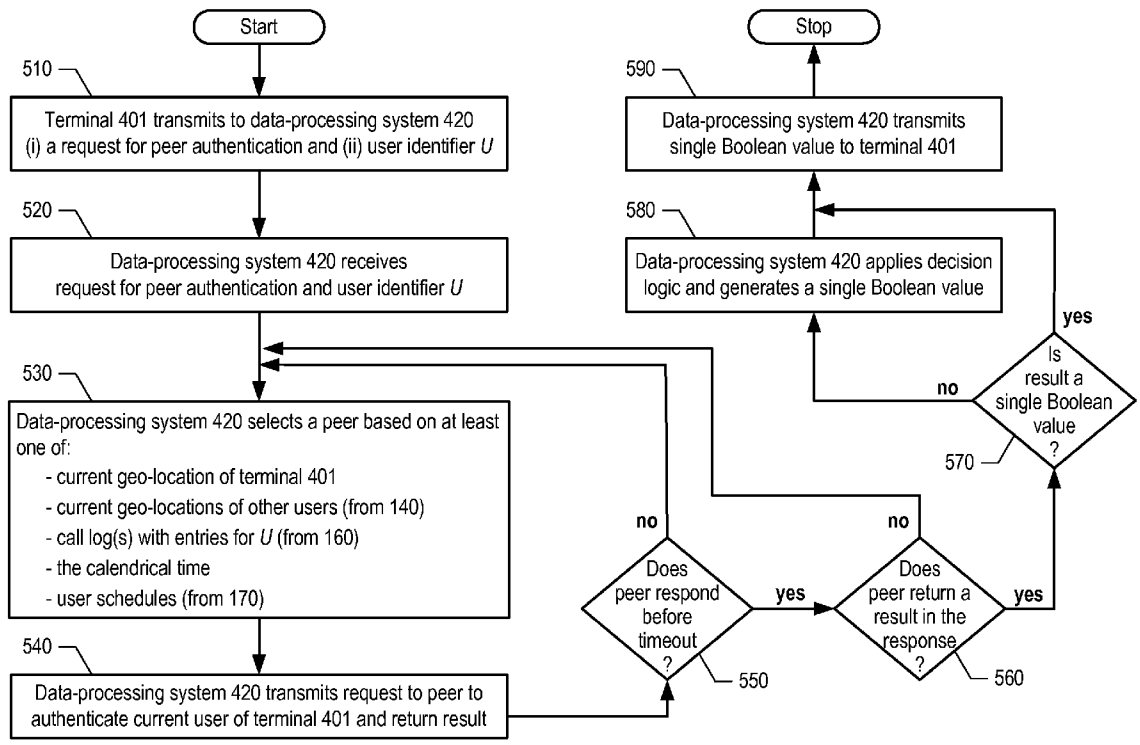 Start
510
Terminal 401 transmits to data-processing system 420
(i) a request for peer authentication and (ii) user identifier U
520
Data-processing system 420 receives
request for peer authentication and user identifier U
530
Data-processing system 420 selects a peer based on at least
one of:
- current geo-location of terminal 401
- current geo-locations of other users (from 140)
- call log(s) with entries for U (from 160)
- the calendrical time
- user schedules (from 170)
540
Data-processing system 420 transmits request to peer to
authenticate current user of terminal 401 and return result
no
Does
peer respond
before
timeout
?
550
yes
no
Does
peer return a
result in the
response
?
560
yes
Is
result a
single Boolean
value
?
570
no
yes
580
Data-processing system 420 applies decision
logic and generates a single Boolean value
590
Data-processing system 420 transmits
single Boolean value to terminal 401
Stop